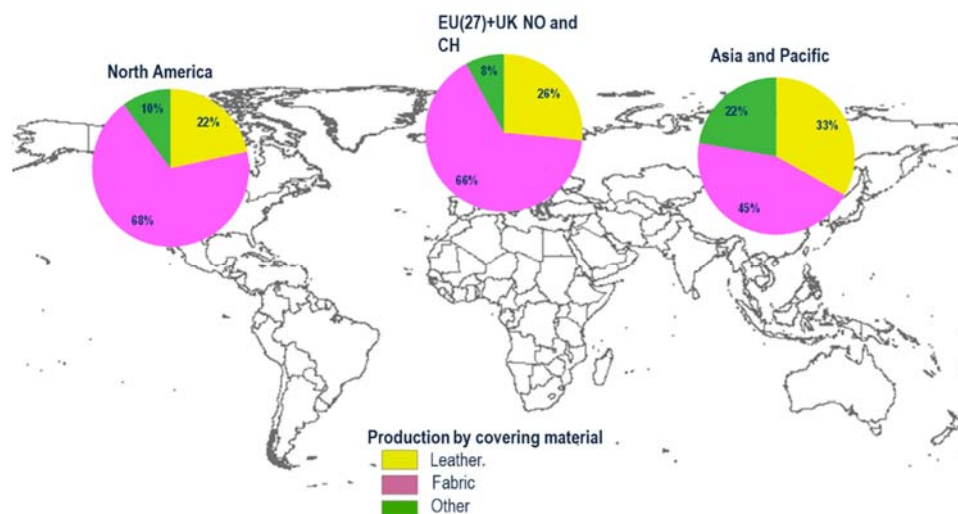 EU(27)+UK NO and
CH
North America
Asia and Pacific
10%
22%
68%
8%
26%
66%
22%
33%
45%
Production by covering material
Leather.
Fabric
Other